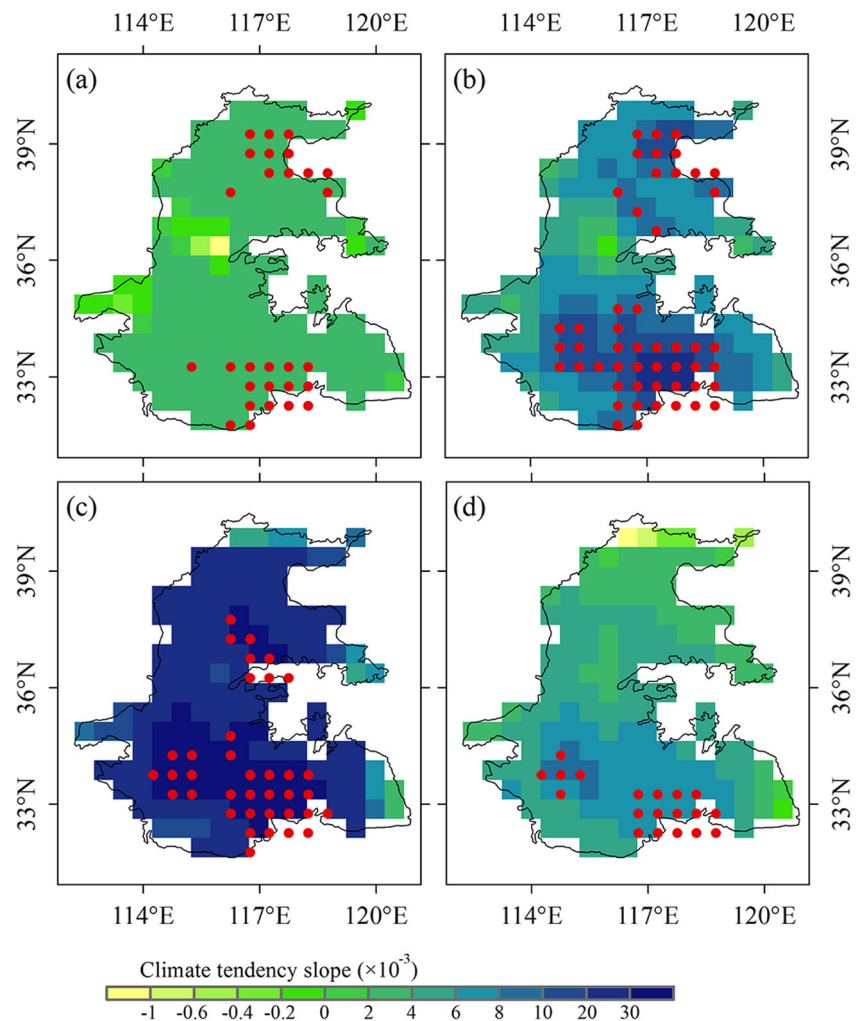 114°E 117°E 120°E 114°E 117°E 120°E
(a) (b)
39°N 39°N
36°N 36°N
33°N 33°N
(c) (d)
39°N 39°N
36°N 36°N
33°N 33°N
114°E 117°E 120°E 114°E 117°E 120°E
Climate tendency slope (×10⁻³)
-1 -0.6 -0.4 -0.2 0 2 4 6 8 10 20 30